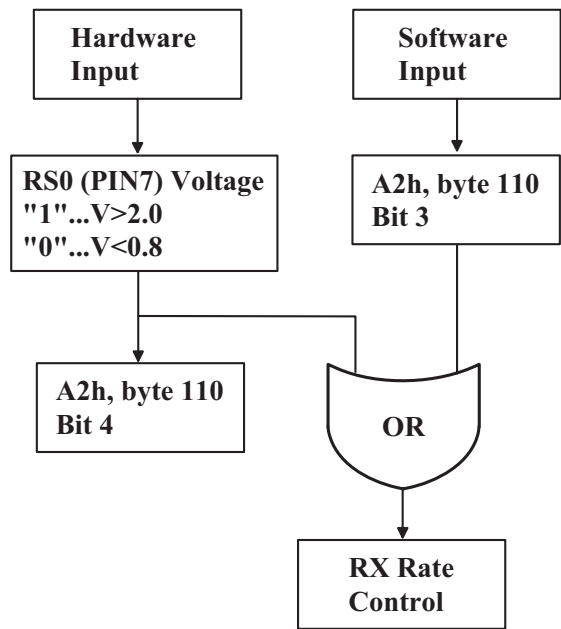 Hardware
Input
Software
Input
RS0 (PIN7) Voltage
"1"...V>2.0
"0"...V<0.8
A2h, byte 110
Bit 3
A2h, byte 110
Bit 4
OR
RX Rate
Control